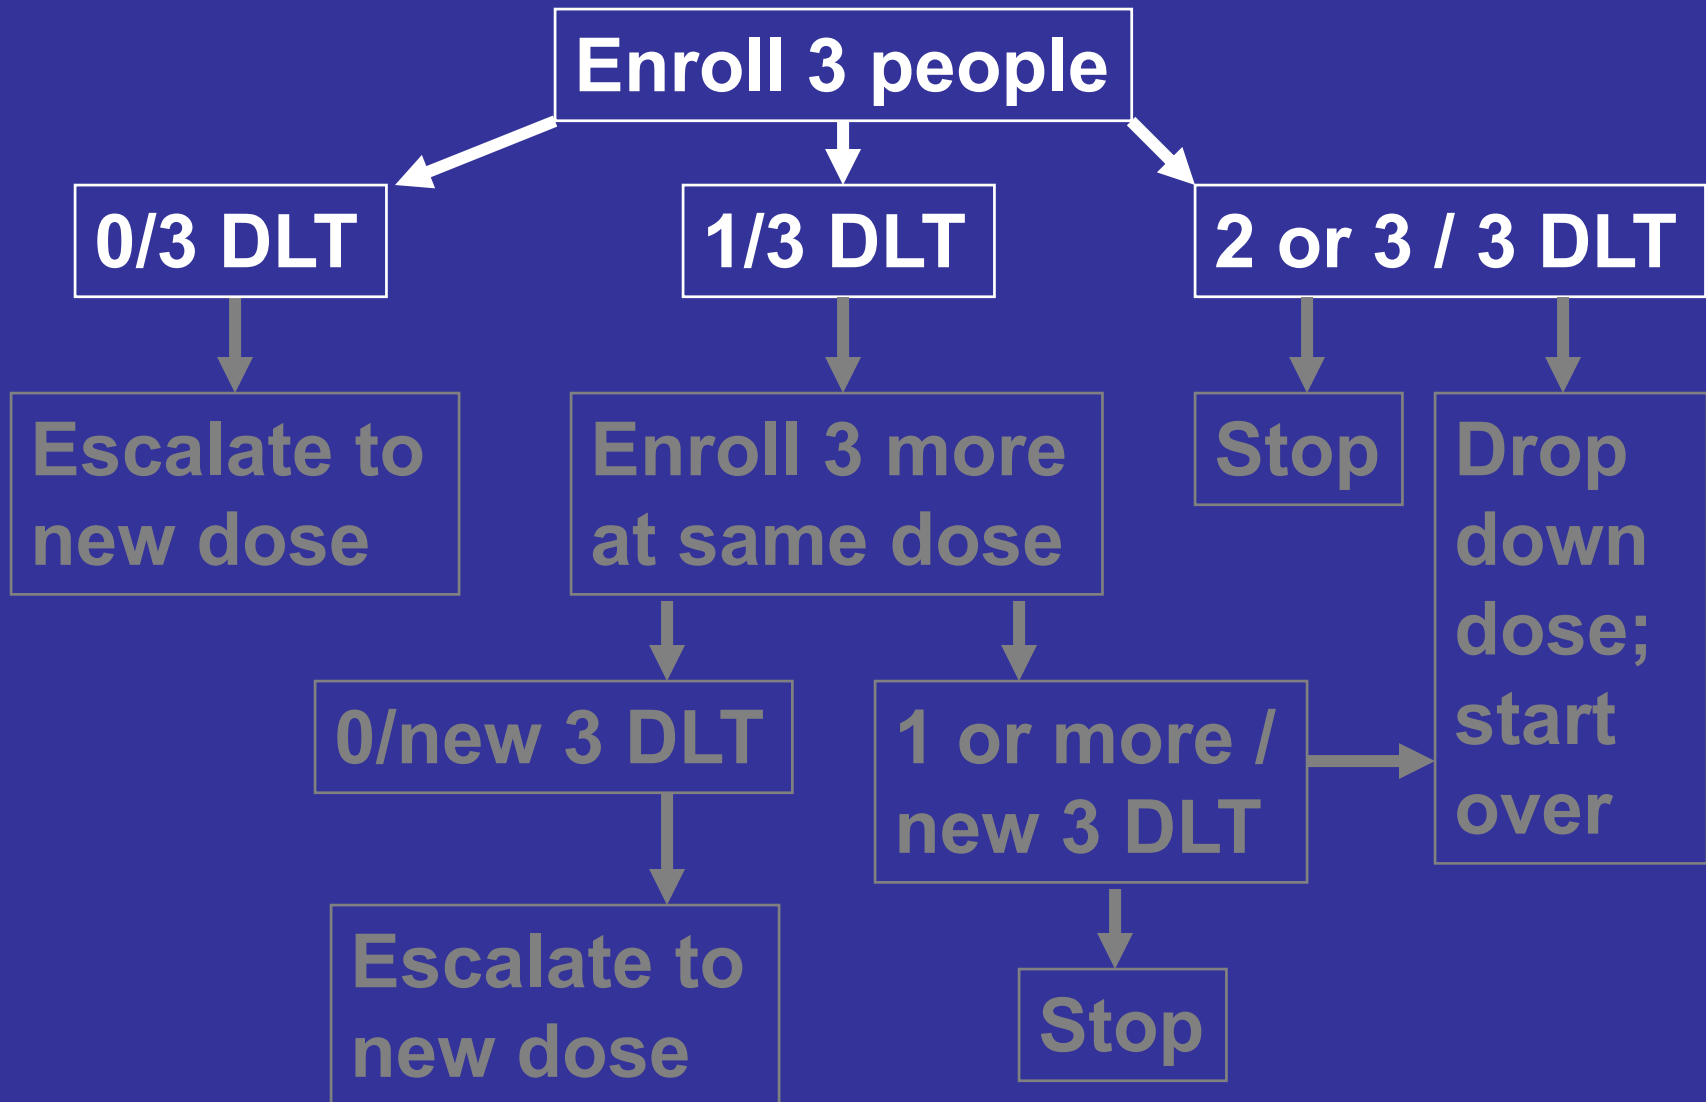 Enroll 3 people
0/3 DLT
1/3 DLT
2 or 3 / 3 DLT
Escalate to
new dose
Enroll 3 more
at same dose
Stop
Drop
down
dose;
start
over
0/new 3 DLT
1 or more /
new 3 DLT
Escalate to
new dose
Stop